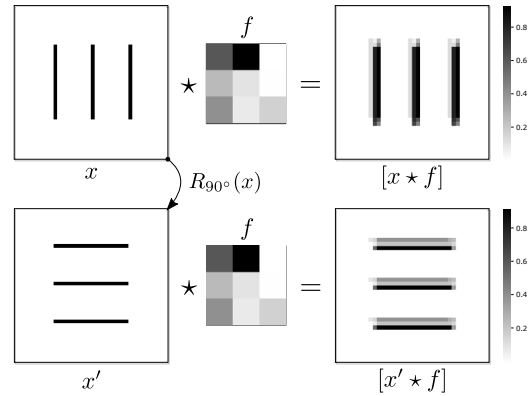 f
⋆ =
0.8
0.6
0.4
0.2
x
[x ⋆ f]
R₉₀°(x)
f
⋆ =
0.8
0.6
0.4
0.2
x′
[x′ ⋆ f]